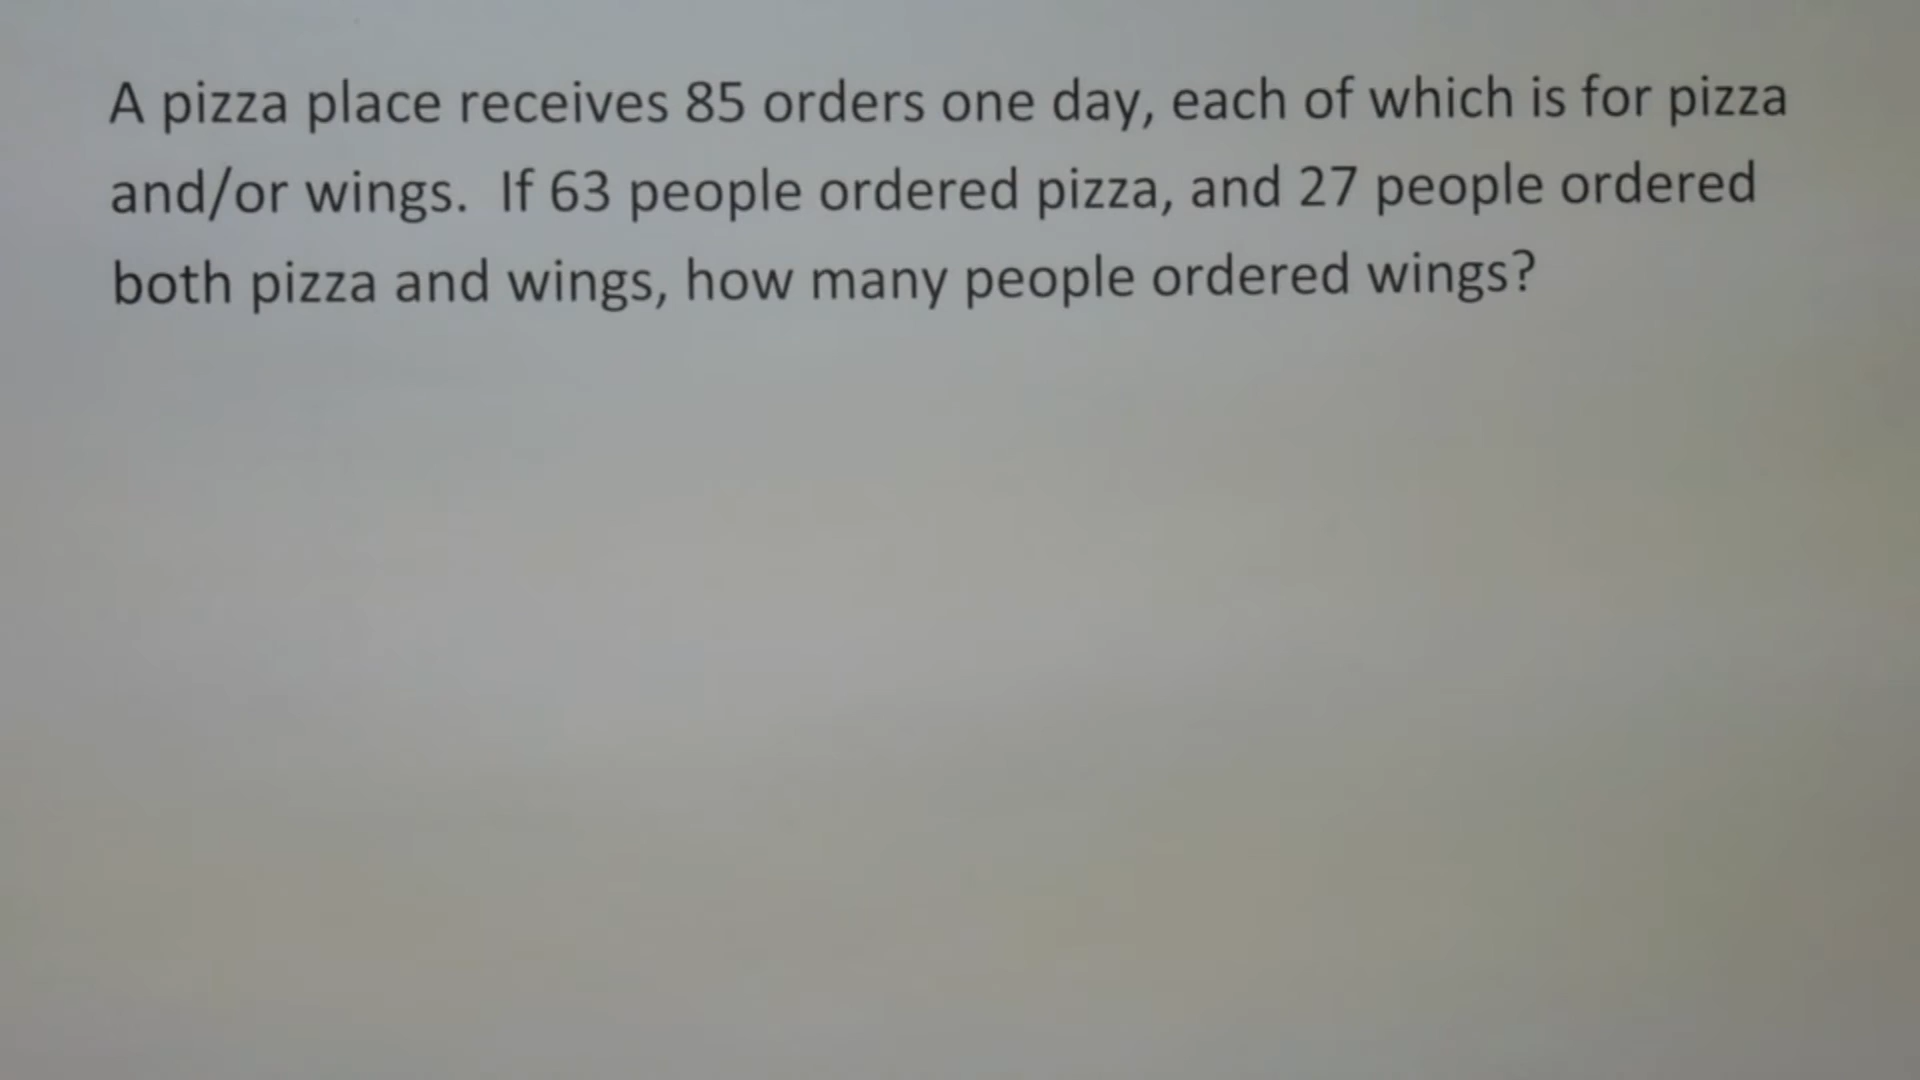 A pizza place receives 85 orders one day, each of which is for pizza
and/or wings.  If 63 people ordered pizza, and 27 people ordered
both pizza and wings, how many people ordered wings?